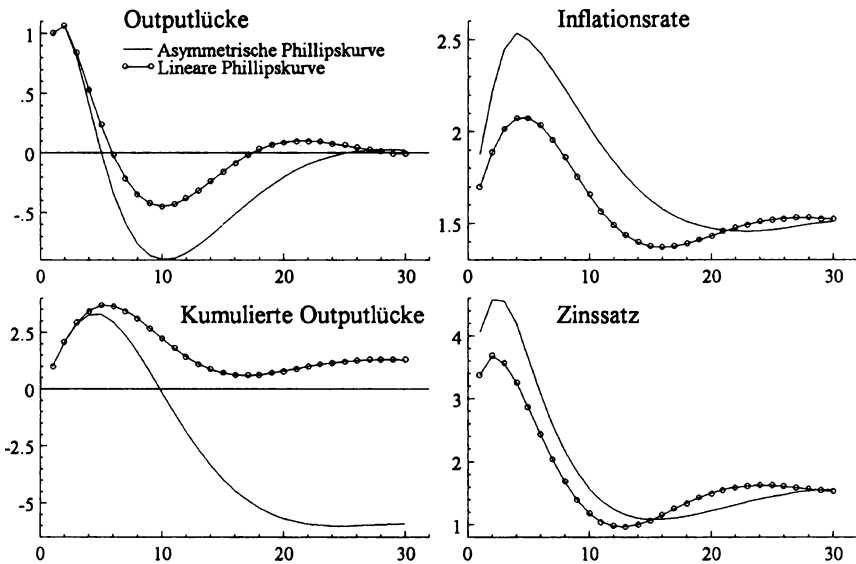 Outputlücke
Asymmetrische Phillipskurve
Lineare Phillipskurve
1
.5
0
-.5
0 10 20 30
Inflationsrate
2.5
2
1.5
0 10 20 30
Kumulierte Outputlücke
2.5
0
-2.5
-5
0 10 20 30
Zinssatz
4
3
2
1
0 10 20 30